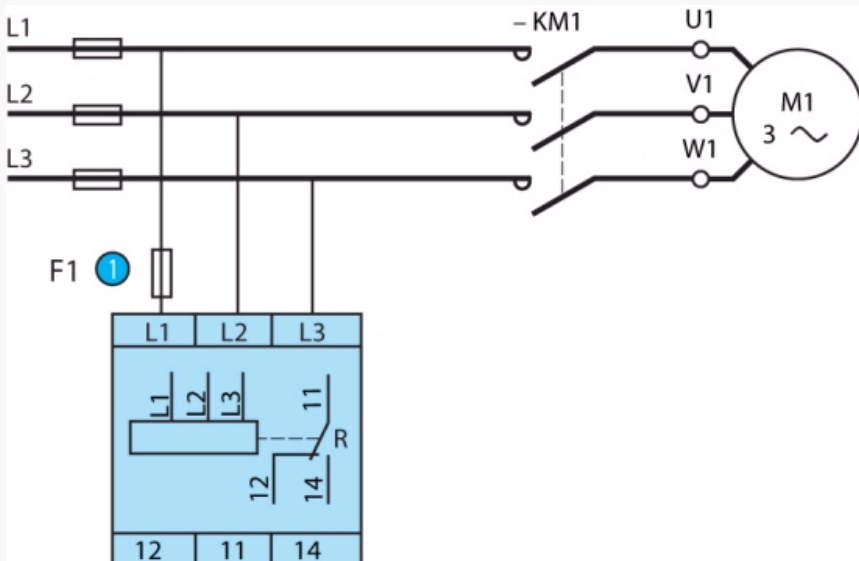 L1
– KM1
U1
L2
V1
M1
3 ~
L3
W1
F1 1
L1 L2 L3
L1 L2 L3 11
R
12 14
12 11 14